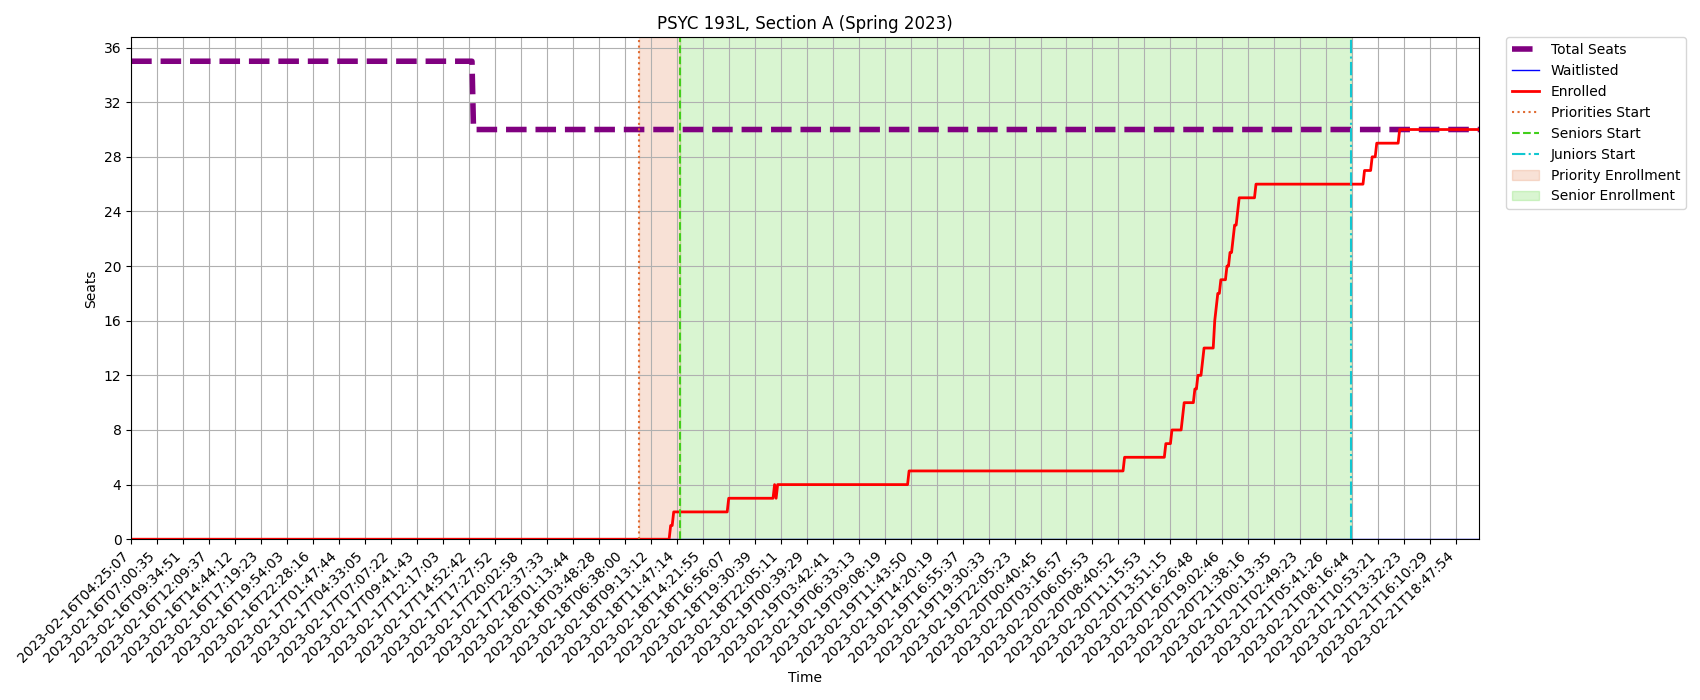 PSYC 193L, Section A (Spring 2023)
36
32
28
24
20
16
12
8
4
0
Seats
Total Seats
Waitlisted
Enrolled
Priorities Start
Seniors Start
Juniors Start
Priority Enrollment
Senior Enrollment
2023-02-16T04:25:07
2023-02-16T07:00:35
2023-02-16T09:34:51
2023-02-16T12:09:37
2023-02-16T14:44:12
2023-02-16T17:19:23
2023-02-16T19:54:03
2023-02-16T22:28:16
2023-02-17T01:47:44
2023-02-17T04:33:05
2023-02-17T07:07:22
2023-02-17T09:41:43
2023-02-17T12:17:03
2023-02-17T14:52:42
2023-02-17T17:27:52
2023-02-17T20:02:58
2023-02-17T22:37:33
2023-02-18T01:13:44
2023-02-18T03:48:28
2023-02-18T06:38:00
2023-02-18T09:13:12
2023-02-18T11:47:14
2023-02-18T14:21:55
2023-02-18T16:56:07
2023-02-18T19:30:39
2023-02-18T22:05:11
2023-02-19T00:39:29
2023-02-19T03:42:41
2023-02-19T06:33:13
2023-02-19T09:08:19
2023-02-19T11:43:50
2023-02-19T14:20:19
2023-02-19T16:55:37
2023-02-19T19:30:33
2023-02-19T22:05:23
2023-02-20T00:40:45
2023-02-20T03:16:57
2023-02-20T06:05:53
2023-02-20T08:40:52
2023-02-20T11:15:53
2023-02-20T13:51:15
2023-02-20T16:26:48
2023-02-20T19:02:46
2023-02-20T21:38:16
2023-02-21T00:13:35
2023-02-21T02:49:23
2023-02-21T05:41:26
2023-02-21T08:16:44
2023-02-21T10:53:21
2023-02-21T13:32:23
2023-02-21T16:10:29
2023-02-21T18:47:54
Time